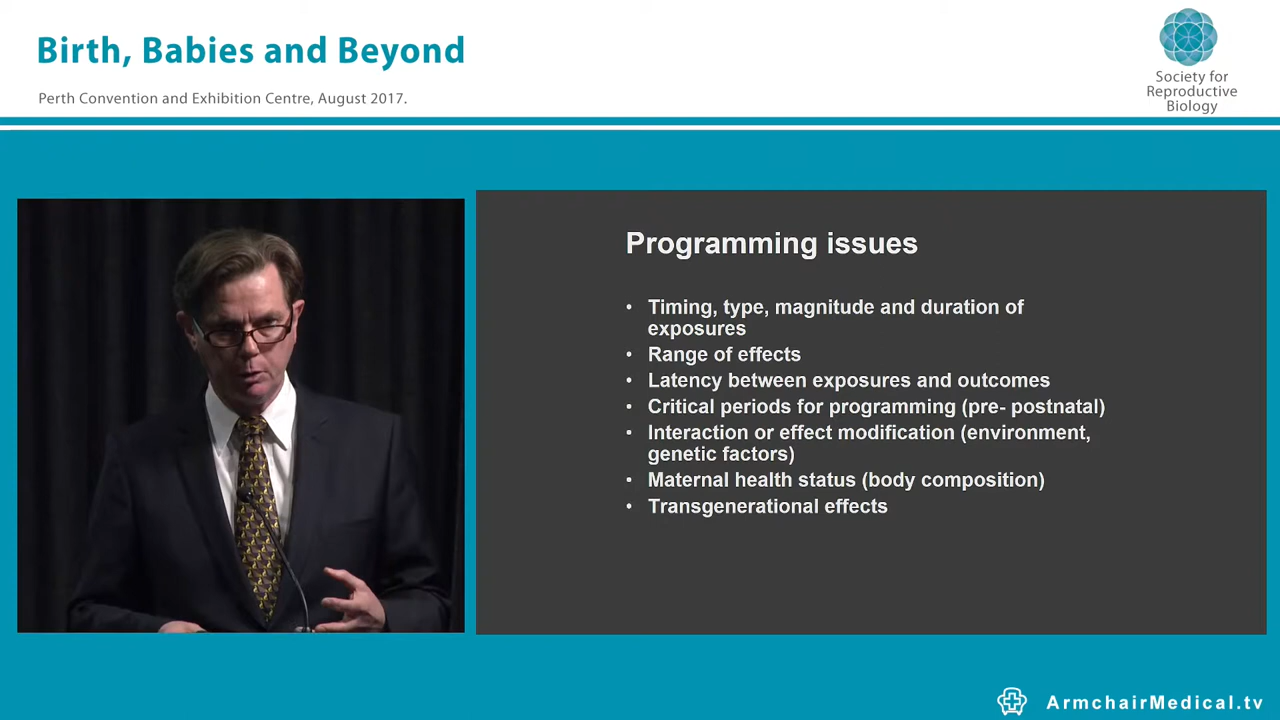 Birth, Babies and Beyond
Perth Convention and Exhibition Centre, August 2017.
Society for
Reproductive
Biology
Programming issues
• Timing, type, magnitude and duration of
exposures
• Range of effects
• Latency between exposures and outcomes
• Critical periods for programming (pre- postnatal)
• Interaction or effect modification (environment,
genetic factors)
• Maternal health status (body composition)
• Transgenerational effects
ArmchairMedical.tv